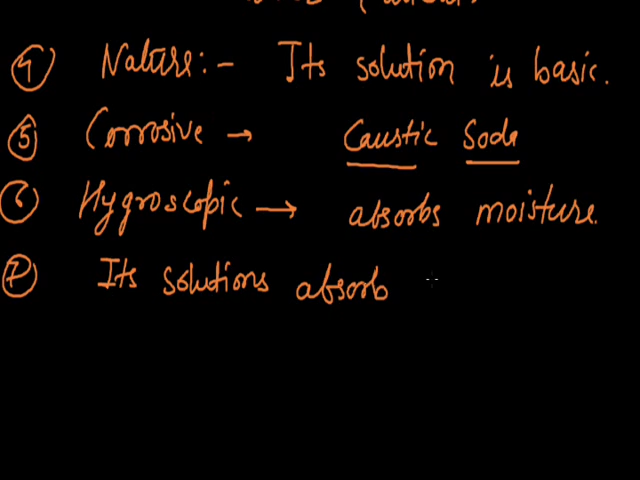 ④ Nature:- Its solution is basic.
⑤ Corrosive → Caustic Soda
⑥ Hygroscopic → absorbs moisture.
⑦ Its solutions absorb